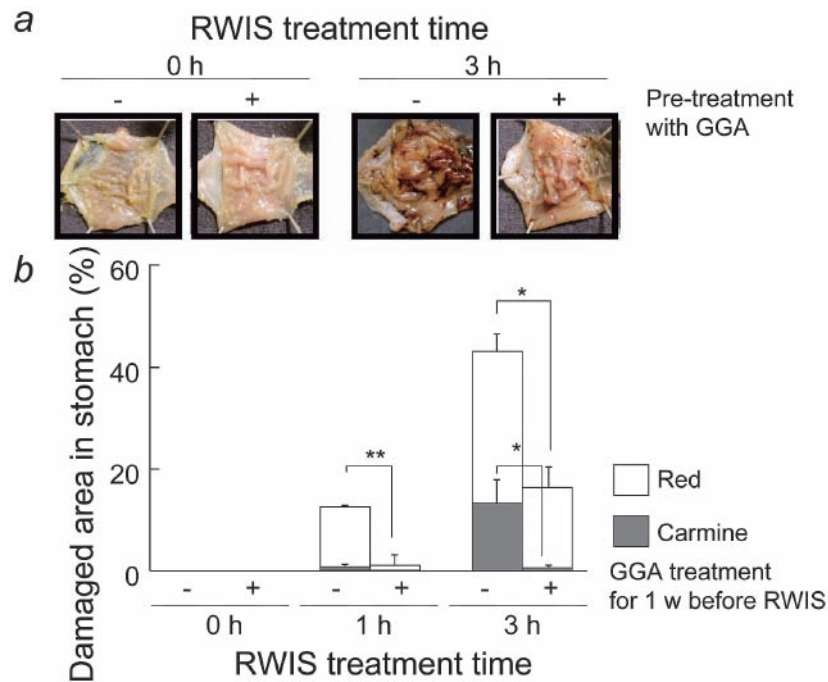 a
RWIS treatment time
0 h 3 h
- + - +
Pre-treatment
with GGA
b
Damaged area in stomach (%)
60
40
20
0
**
*
*
Red
Carmine
- + - + - +
GGA treatment
for 1 w before RWIS
0 h 1 h 3 h
RWIS treatment time